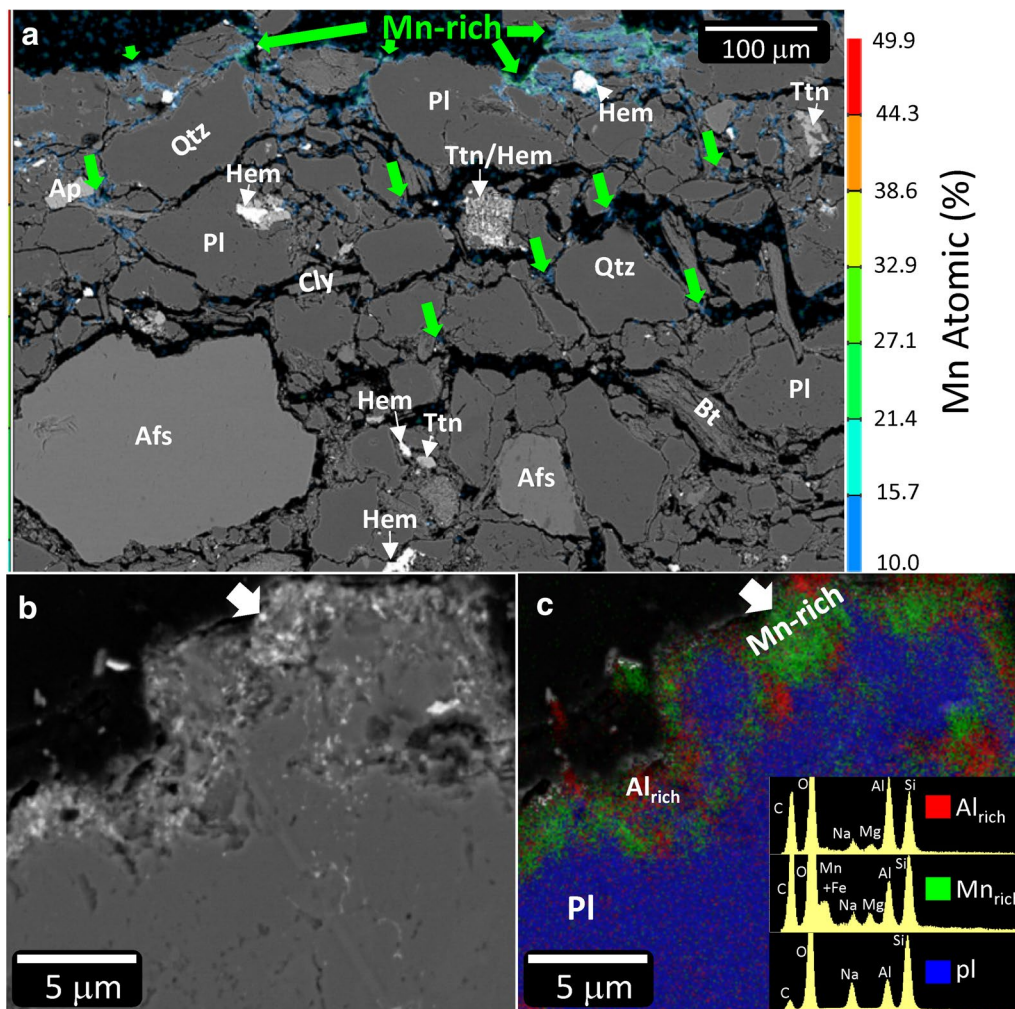 a
Mn-rich
100 µm
Pl
Hem
Ttn
Qtz
Ttn/Hem
Hem
Ap
Pl
Qtz
Cly
Pl
Bt
Hem
Ttn
Afs
Afs
Hem
49.9
44.3
38.6
32.9
27.1
21.4
15.7
10.0
Mn Atomic (%)
b
5 µm
c
Mn-rich
Al rich
Pl
5 µm
C O Na Mg Al Si
Al rich
C O Mn +Fe Na Mg Al Si
Mn rich
C O Na Al Si
pl